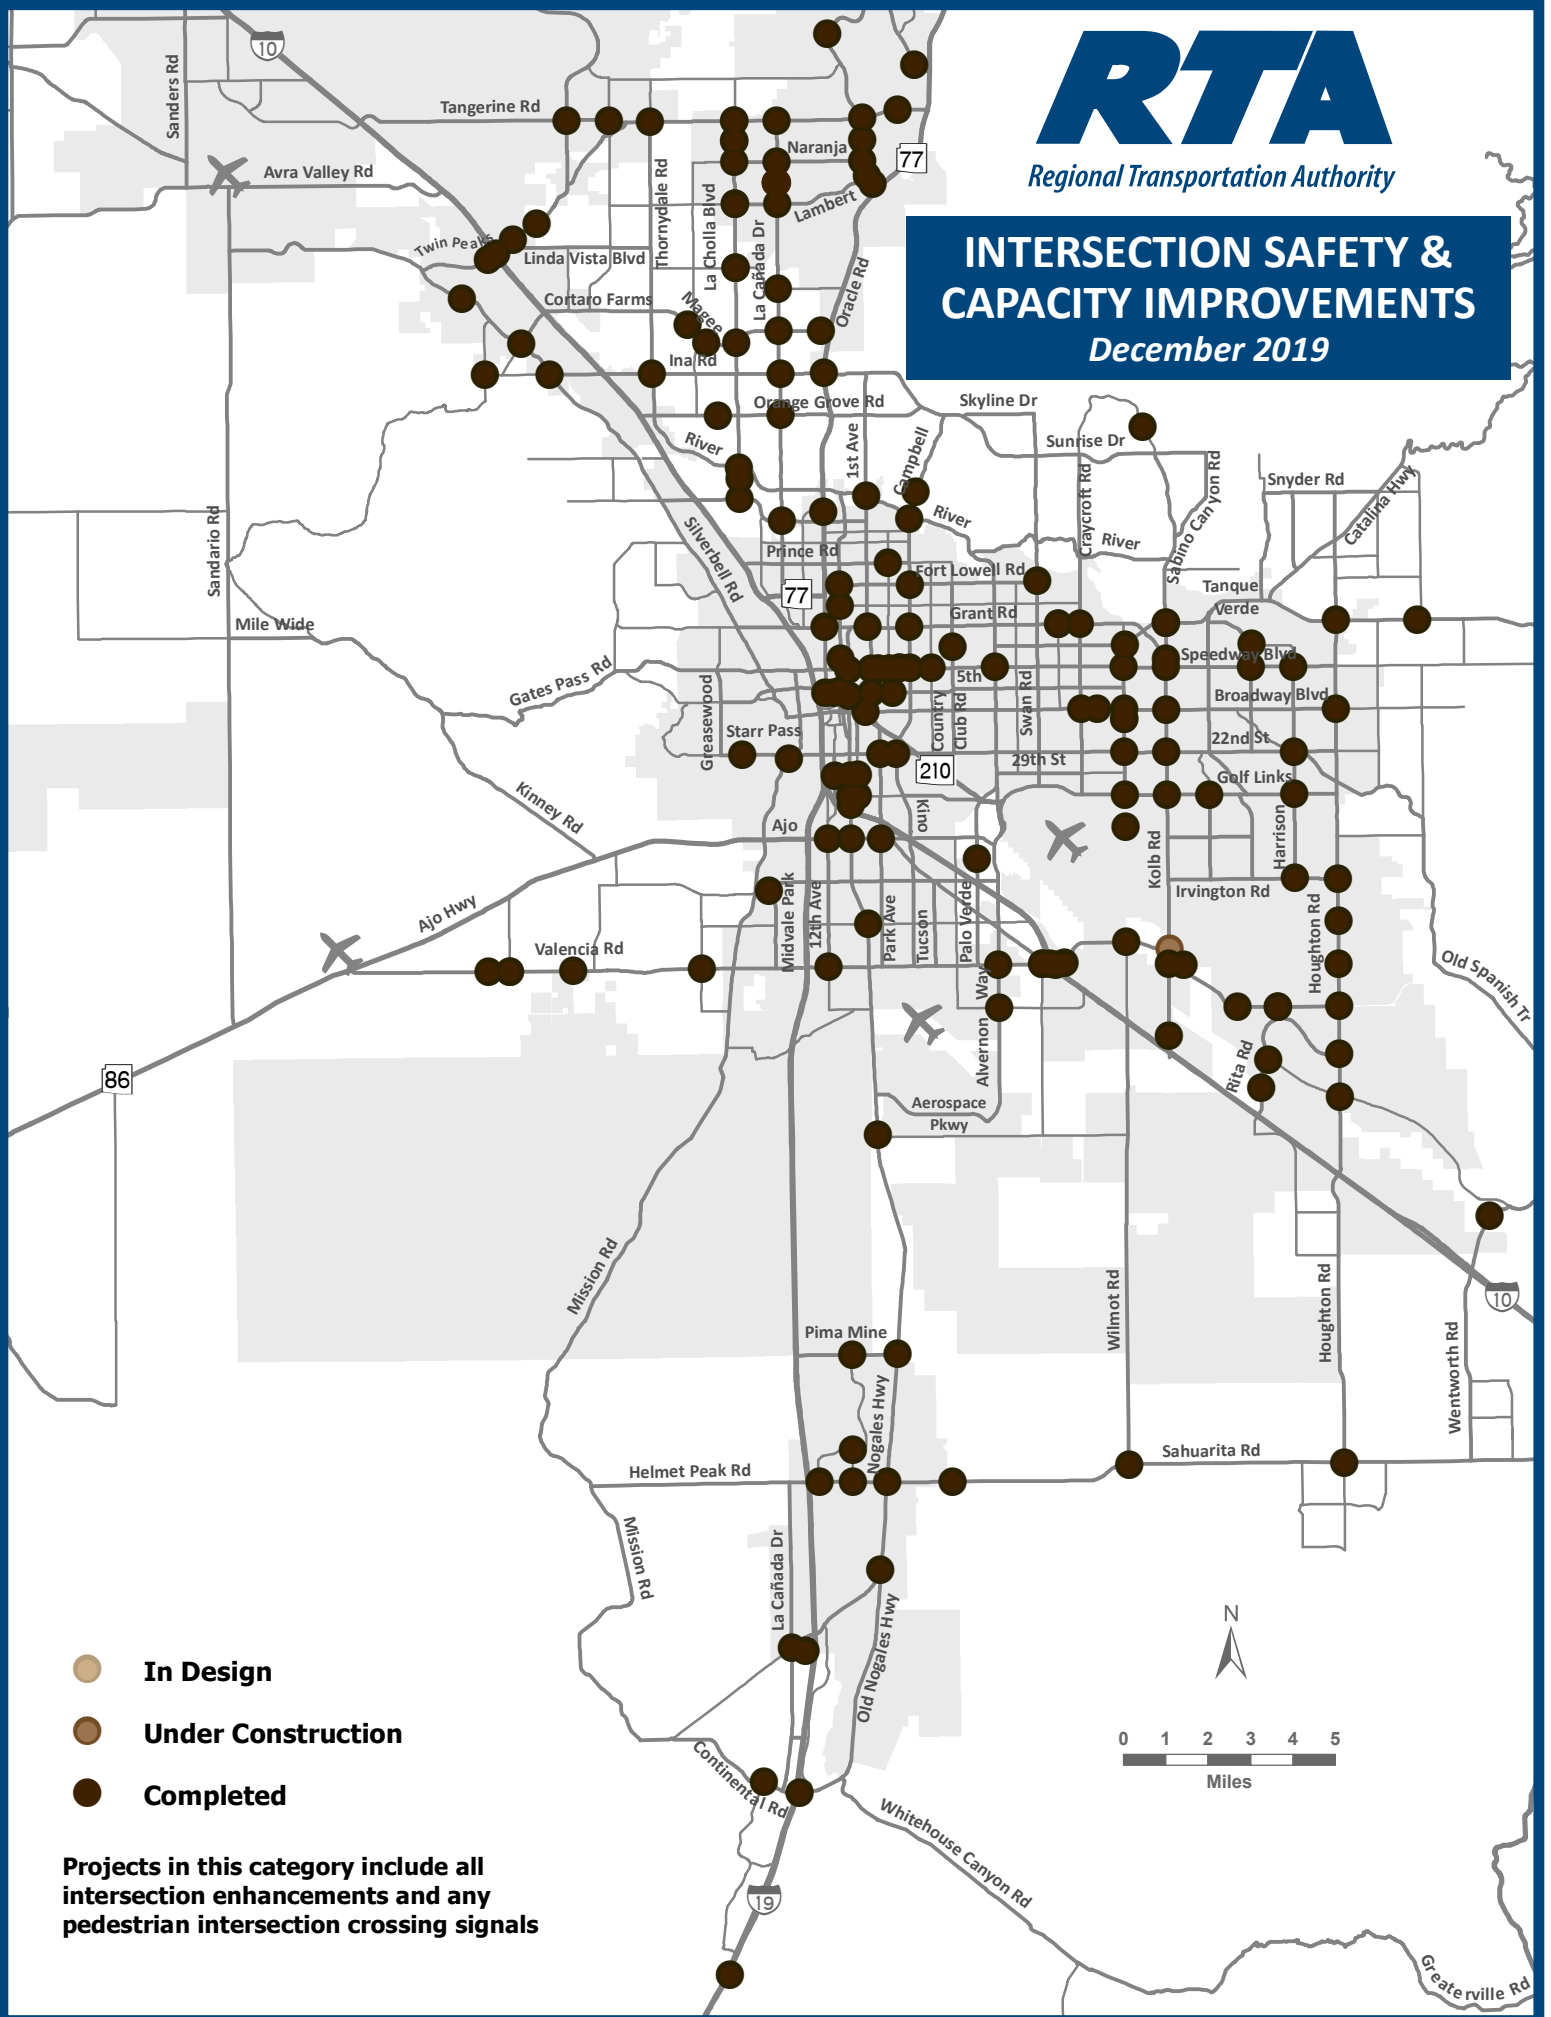 RTA
Regional Transportation Authority
INTERSECTION SAFETY &
CAPACITY IMPROVEMENTS
December 2019
10
Sanders Rd
Tangerine Rd
Avra Valley Rd
Naranja
77
Thornydale Rd
La Cholla Blvd
La Cañada Dr
Lambert
Twin Peaks
Linda Vista Blvd
Oracle Rd
Cortaro Farms
Magee
Ina Rd
Orange Grove Rd
Skyline Dr
River
1st Ave
Campbell
Sunrise Dr
Craycroft Rd
Sabino Canyon Rd
Snyder Rd
Catalina Hwy
Sandario Rd
Silverbell Rd
River
River
Prince Rd
Fort Lowell Rd
77
Tanque
Verde
Grant Rd
Mile Wide
Speedway Blvd
Gates Pass Rd
5th
Greasewood
Broadway Blvd
Country
Club Rd
Swan Rd
Starr Pass
22nd St
29th St
210
Golf Links
Kinney Rd
Kino
Ajo
Kolb Rd
Harrison
Irvington Rd
Ajo Hwy
Midvale Park
12th Ave
Park Ave
Tucson
Palo Verde
Houghton Rd
Valencia Rd
Old Spanish Tr
Alvernon Way
Rita Rd
86
Aerospace
Pkwy
Mission Rd
Wilmot Rd
Houghton Rd
10
Wentworth Rd
Pima Mine
Nogales Hwy
Sahuarita Rd
Helmet Peak Rd
Mission Rd
La Cañada Dr
Old Nogales Hwy
N
0 1 2 3 4 5
Miles
In Design
Under Construction
Completed
Continental Rd
Whitehouse Canyon Rd
19
Greaterville Rd
Projects in this category include all
intersection enhancements and any
pedestrian intersection crossing signals